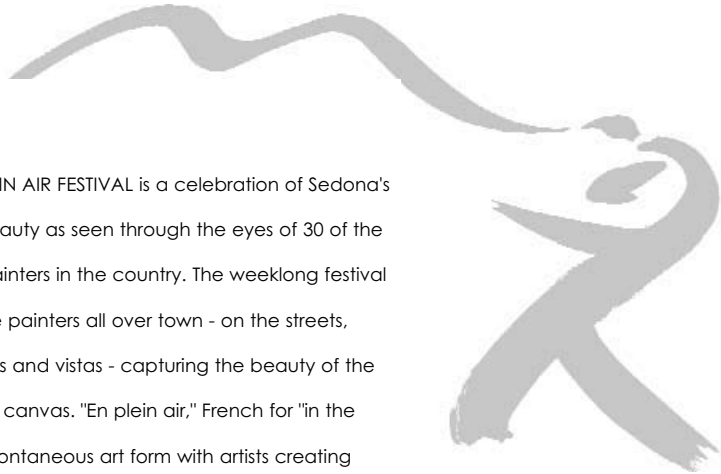 IN AIR FESTIVAL is a celebration of Sedona's
auty as seen through the eyes of 30 of the
ainters in the country. The weeklong festival
e painters all over town - on the streets,
s and vistas - capturing the beauty of the
canvas. "En plein air," French for "in the
ontaneous art form with artists creating